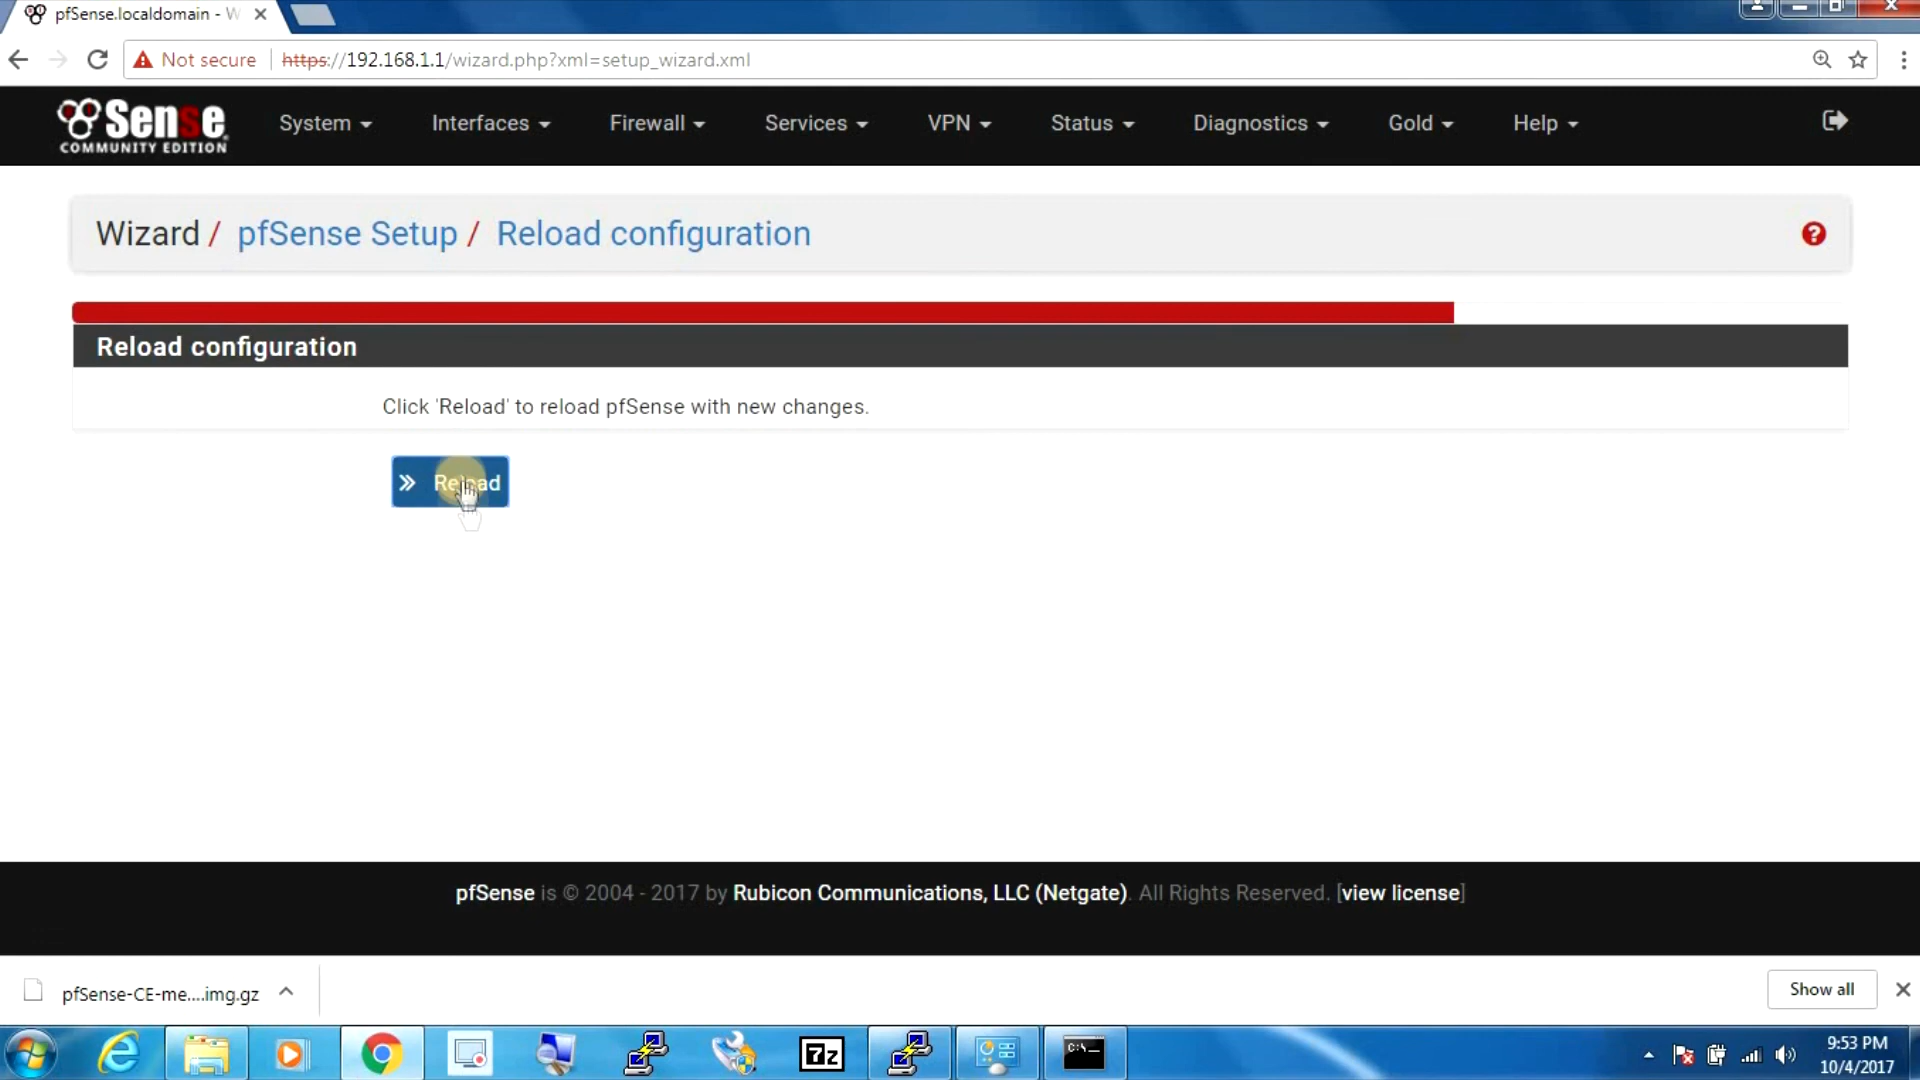 pfSense.localdomain - W
Not secure https://192.168.1.1/wizard.php?xml=setup_wizard.xml
Sense
COMMUNITY EDITION
System Interfaces Firewall Services VPN Status Diagnostics Gold Help
Wizard / pfSense Setup / Reload configuration
Reload configuration
Click 'Reload' to reload pfSense with new changes.
Reload
pfSense is © 2004 - 2017 by Rubicon Communications, LLC (Netgate). All Rights Reserved. [view license]
pfSense-CE-me....img.gz
Show all
7z
C:\_
9:53 PM
10/4/2017